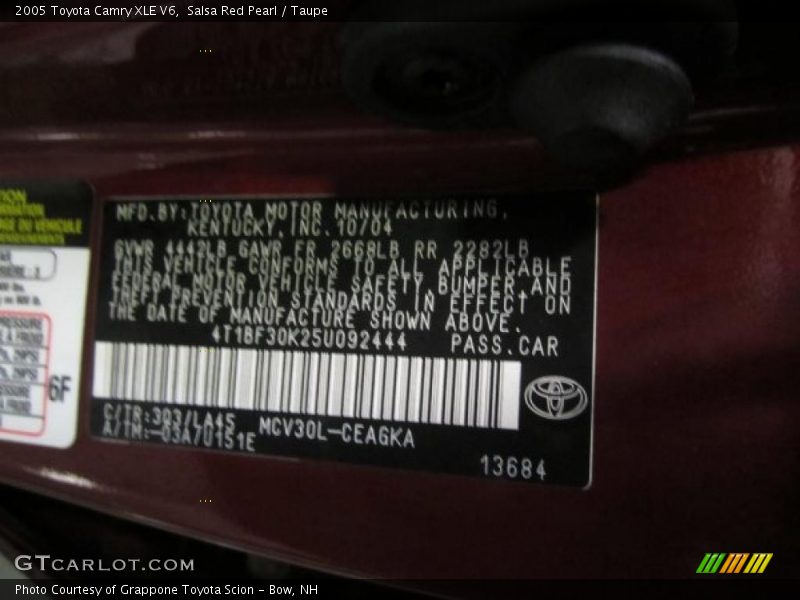 2005 Toyota Camry XLE V6,  Salsa Red Pearl / Taupe
MFD.BY:TOYOTA MOTOR MANUFACTURING,
KENTUCKY,INC.10/04
GVWR 4442LB GAWR FR 2668LB RR 2282LB
THIS VEHICLE CONFORMS TO ALL APPLICABLE
FEDERAL MOTOR VEHICLE SAFETY,BUMPER,AND
THEFT PREVENTION STANDARDS IN EFFECT ON
THE DATE OF MANUFACTURE SHOWN ABOVE.
4T1BF30K25U092444 PASS.CAR
C/TR:3Q3/LA45 MCV30L-CEAGKA
A/TM:-03A/U151E
13684
6F
GTCARLOT.COM
Photo Courtesy of Grappone Toyota Scion - Bow, NH